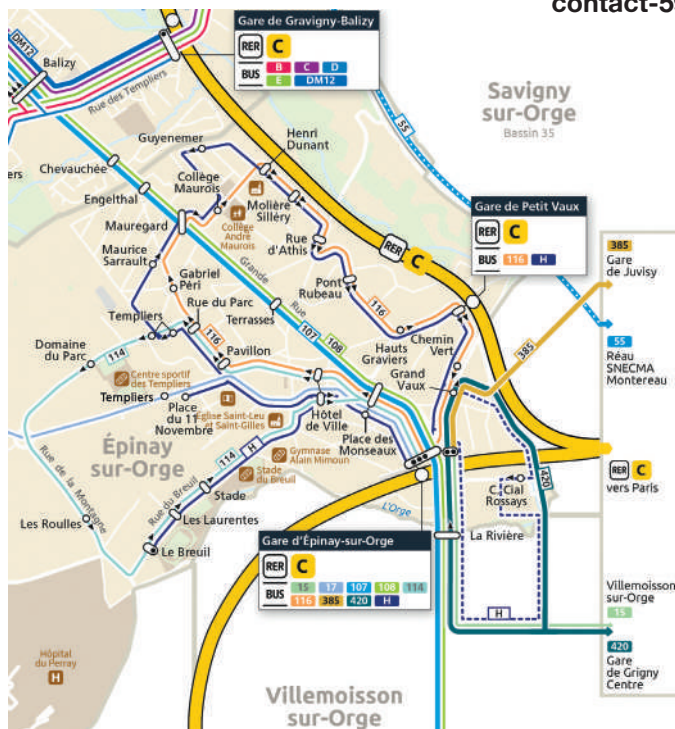 contact-5
Gare de Gravigny-Balizy
RER C
BUS B C D
E DM12
DM12
Balizy
Rue des Templiers
Savigny
sur-Orge
Bassin 35
55
Guyenemer
Henri
Dunant
Chevauchée
Collège
Maurois
ers
Engelthal
Molière
Silléry
Collège
André
Maurois
Gare de Petit Vaux
RER C
BUS 116 H
Mauregard
Rue
d'Athis
RER C
385
Gare
de Juvisy
Maurice
Sarrault
Gabriel
Péri
Grande
Rue
Pont
Rubeau
116
Templiers
Rue du Parc
Terrasses
107
108
Chemin
Vert
385
55
Réau
SNECMA
Montereau
Domaine
du Parc
114
116
Pavillon
Hauts
Graviers
Grand
Vaux
Centre sportif
des Templiers
Templiers
Place
du 11
Novembre
Eglise Saint-Leu
et Saint-Gilles
Hôtel
de Ville
Place des
Monseaux
Épinay
sur-Orge
H
114
Gymnase
Alain Mimoun
Stade
du Breuil
420
RER C
vers Paris
Rue de la Montagne
Rue du Breuil
Stade
C.Cial
Rossays
L'Orge
Les Roulles
Les Laurentes
Le Breuil
La Rivière
Gare d'Épinay-sur-Orge
RER C
BUS 15 17 107 108 114
116 385 420 H
H
Villemoisson
sur-Orge
15
420
Gare
de Grigny
Centre
Hôpital
du Perray
H
Villemoisson
sur-Orge